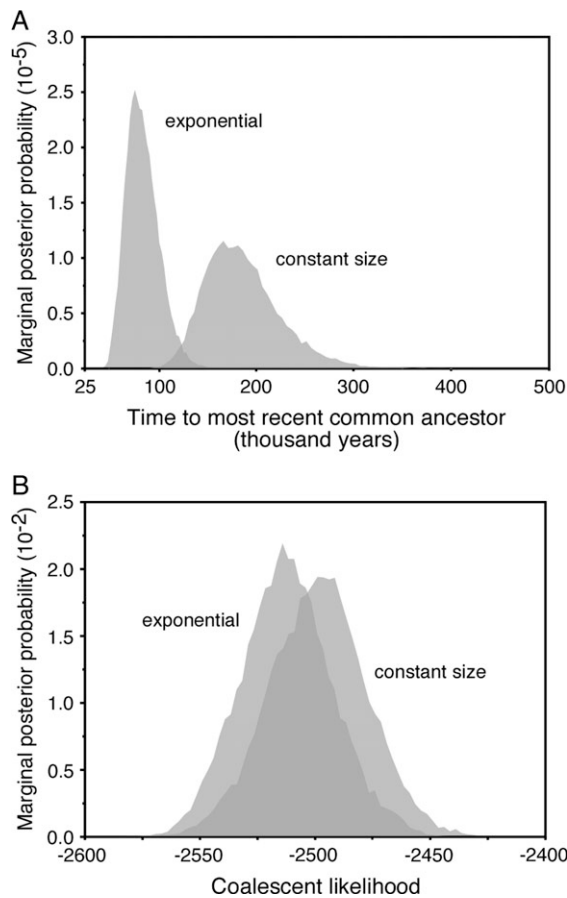 A
Marginal posterior probability (10-5)
3.0
2.5
2.0
1.5
1.0
0.5
0.0
exponential
constant size
25 100 200 300 400 500
Time to most recent common ancestor
(thousand years)
B
Marginal posterior probability (10-2)
2.5
2.0
1.5
1.0
0.5
0.0
exponential
constant size
-2600 -2550 -2500 -2450 -2400
Coalescent likelihood